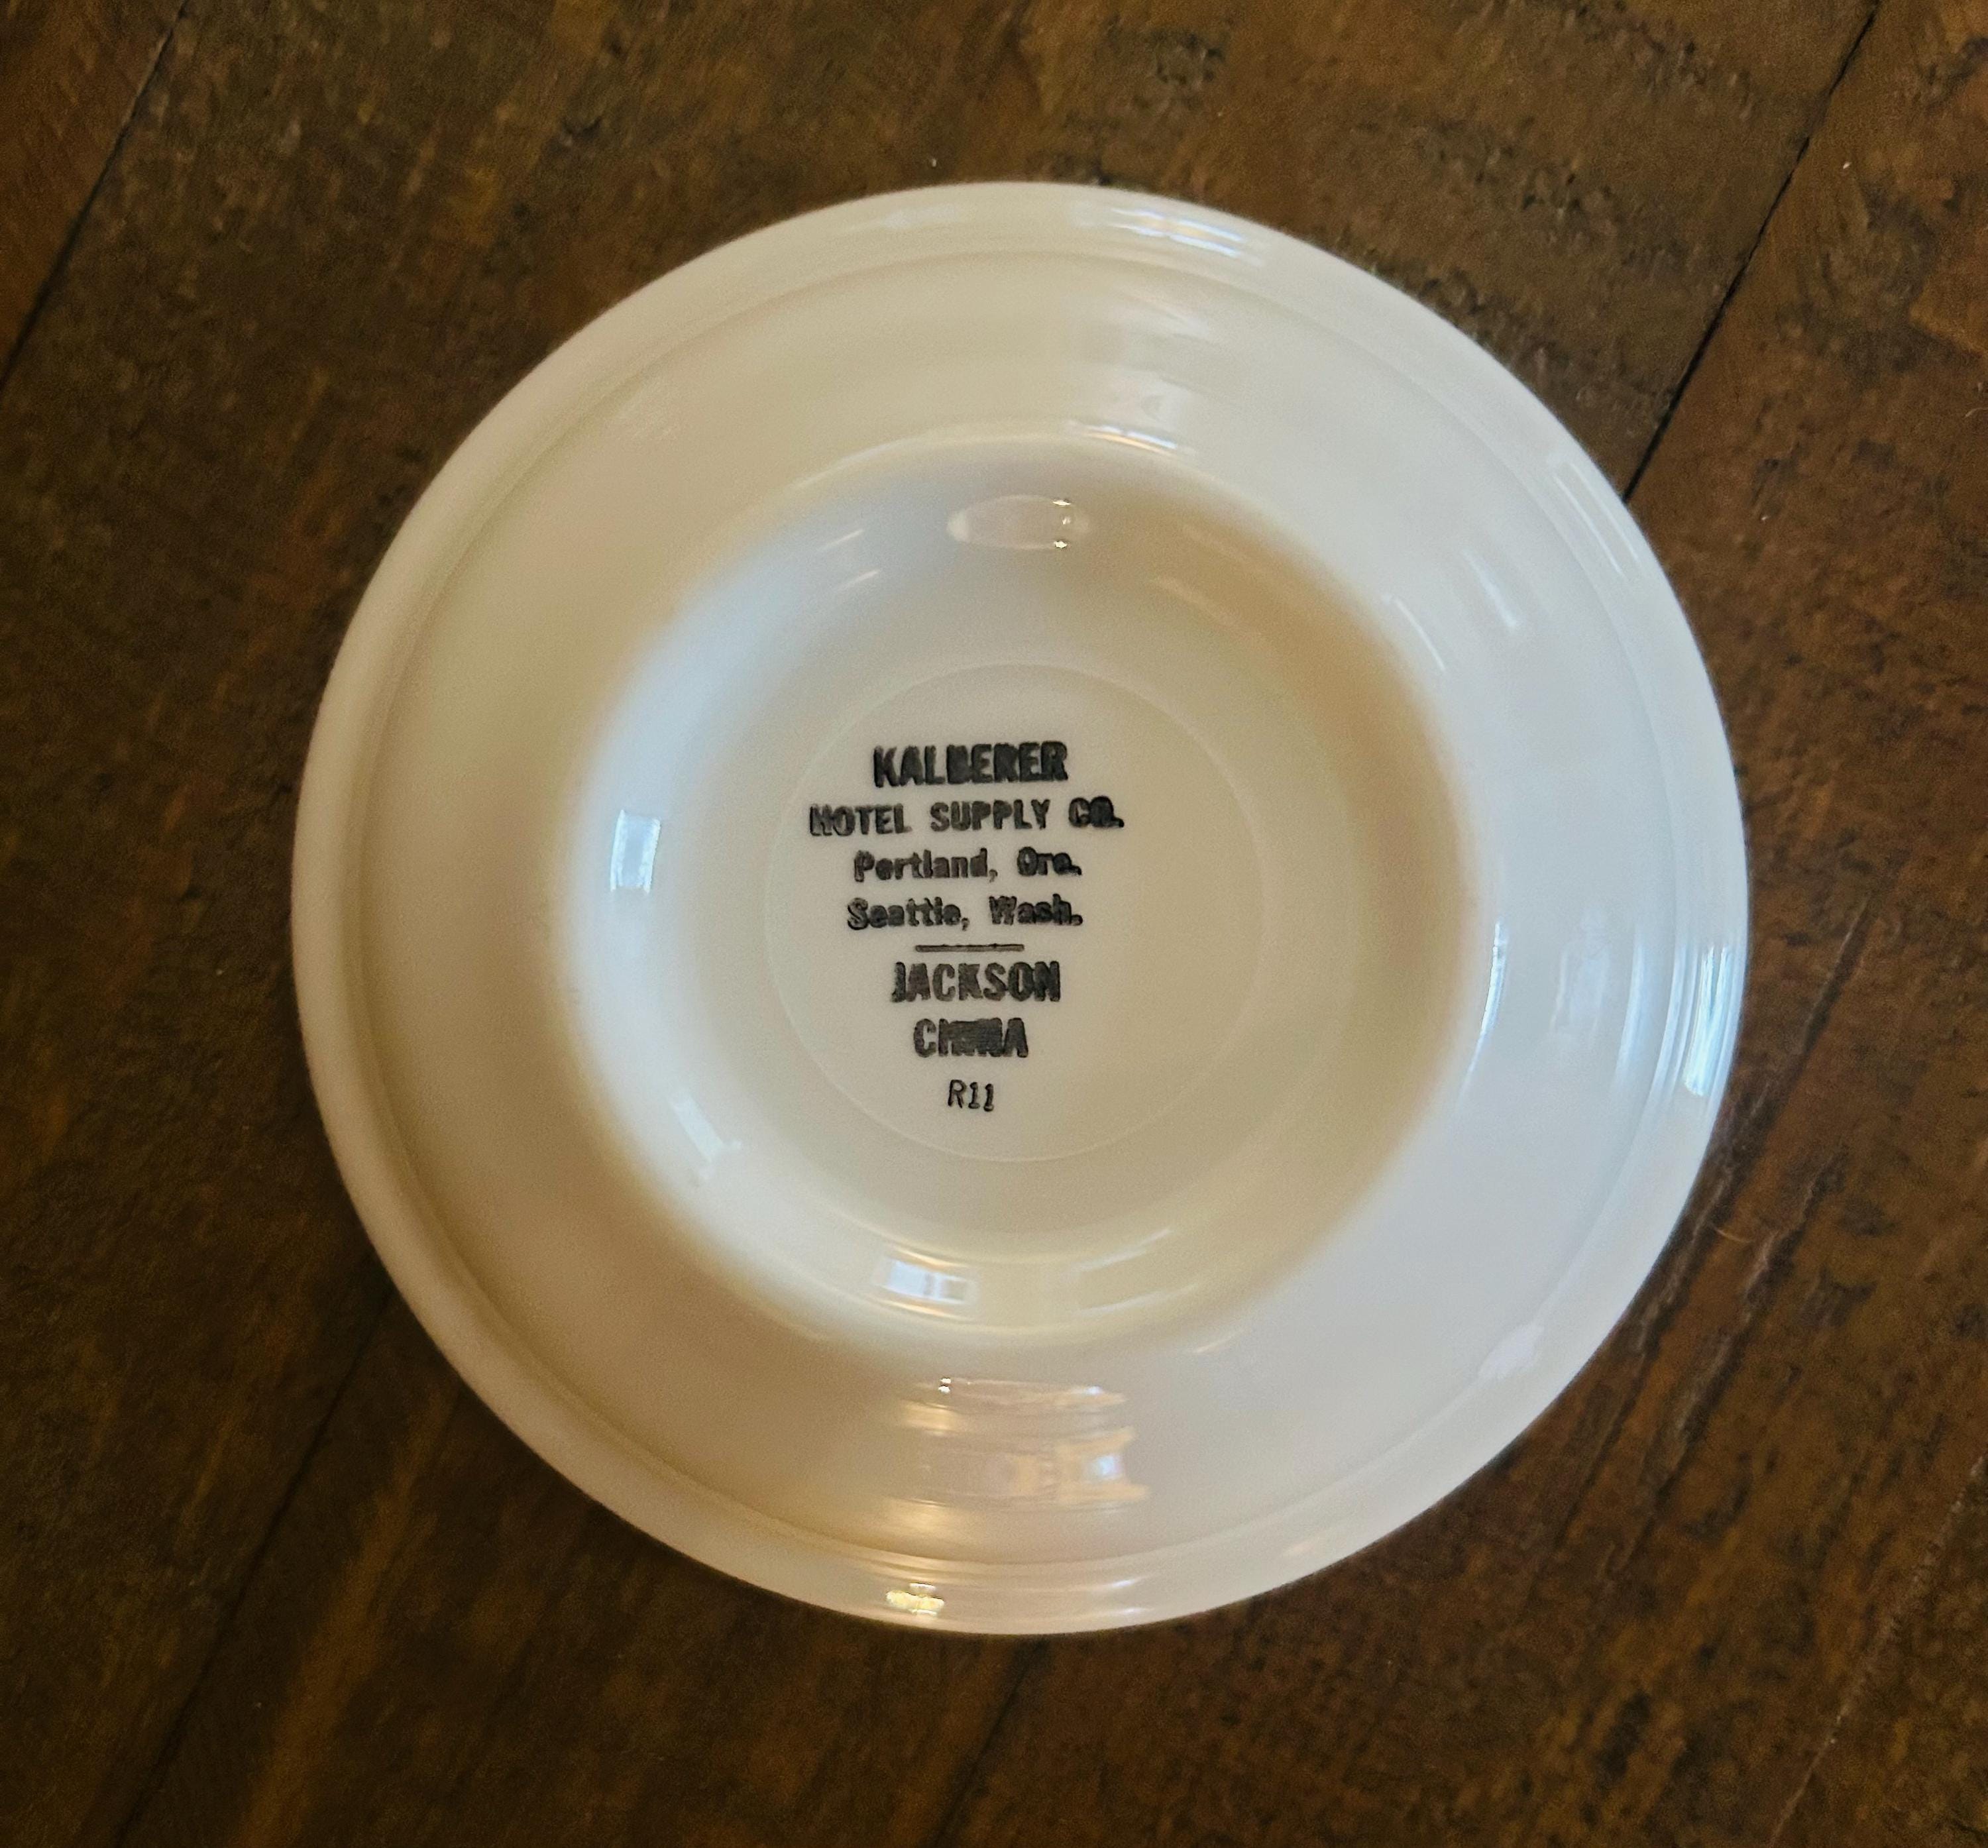 KALBERER
HOTEL SUPPLY CO.
Portland, Ore.
Seattle, Wash.
JACKSON
CHINA
R11